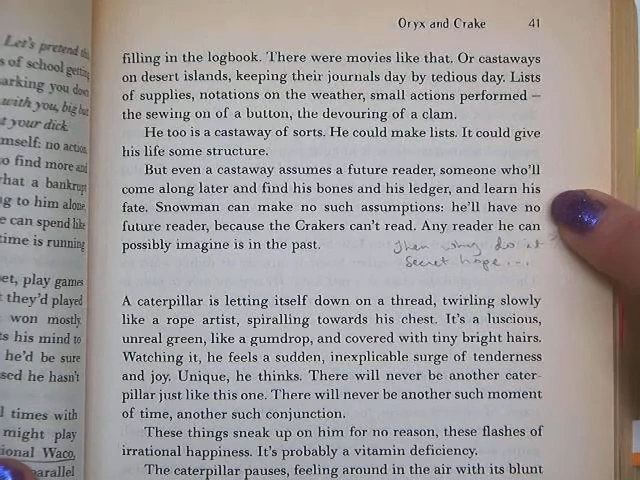 Oryx and Crake 41
filling in the logbook. There were movies like that. Or castaways
on desert islands, keeping their journals day by tedious day. Lists
of supplies, notations on the weather, small actions performed –
the sewing on of a button, the devouring of a clam.
He too is a castaway of sorts. He could make lists. It could give
his life some structure.
But even a castaway assumes a future reader, someone who'll
come along later and find his bones and his ledger, and learn his
fate. Snowman can make no such assumptions: he'll have no
future reader, because the Crakers can't read. Any reader he can
possibly imagine is in the past.
Then why do it?
Secret hope...
A caterpillar is letting itself down on a thread, twirling slowly
like a rope artist, spiralling towards his chest. It's a luscious,
unreal green, like a gumdrop, and covered with tiny bright hairs.
Watching it, he feels a sudden, inexplicable surge of tenderness
and joy. Unique, he thinks. There will never be another cater-
pillar just like this one. There will never be another such moment
of time, another such conjunction.
These things sneak up on him for no reason, these flashes of
irrational happiness. It's probably a vitamin deficiency.
The caterpillar pauses, feeling around in the air with its blunt
Let's pretend
s of school getting
arking you down
with you, big but
t your dick
mself: no action,
o find more and
hat a bankrupt
g to him alone,
e can spend like
time is running
et, play games
t they'd played
won mostly.
ts his mind to
he'd be sure
sed he hasn't
l times with
might play
ional Waco,
parallel